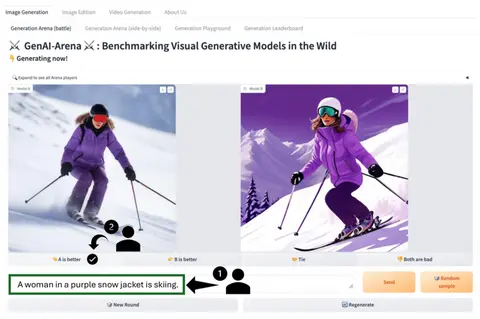 Image Generation Image Edition Video Generation About Us
Generation Arena (battle) Generation Arena (side-by-side) Generation Playground Generation Leaderboard
⚔️ GenAI-Arena ⚔️ : Benchmarking Visual Generative Models in the Wild
👇Generating now!
🔍 Expand to see all Arena players
Model A Model B
2
👈 A is better 👉 B is better 🤝 Tie 👎 Both are bad
1
A woman in a purple snow jacket is skiing. Send 🎲 Random sample
🎲 New Round 🔄 Regenerate